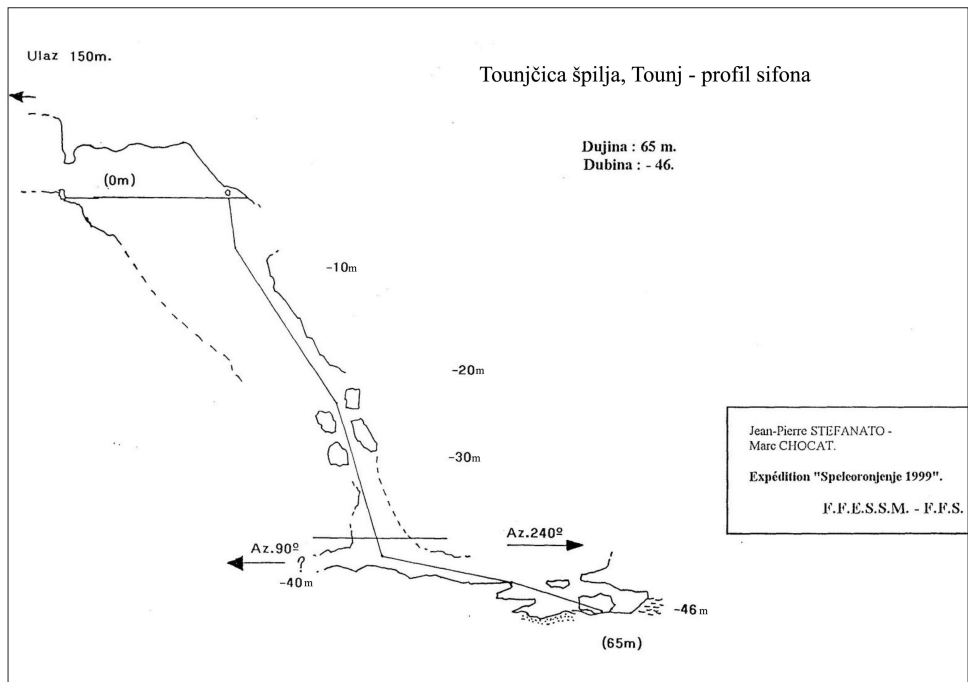 Ulaz 150m.
Tounjčica špilja, Tounj - profil sifona
Dujina : 65 m.
Dubina : - 46.
(0m)
-10m
-20m
-30m
Jean-Pierre STEFANATO -
Marc CHOCAT.
Expédition "Speleoronjenje 1999".
F.F.E.S.S.M. - F.F.S.
Az.90º
?
Az.240º
-40m
-46m
(65m)